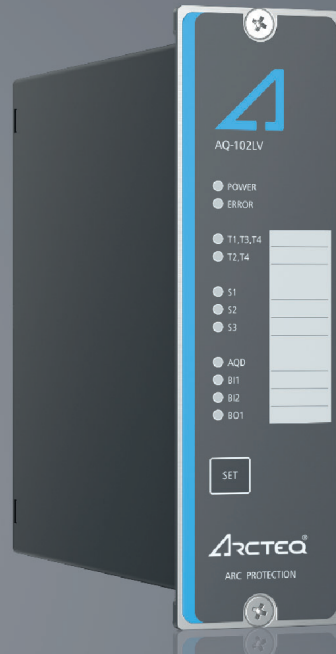 AQ-102LV
POWER
ERROR
T1,T3,T4
T2,T4
S1
S2
S3
AQD
BI1
BI2
BO1
SET
ARCTEQ®
ARC PROTECTION